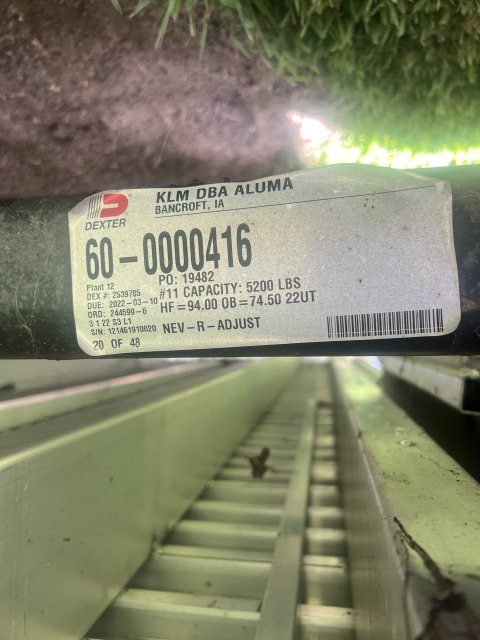 KLM DBA ALUMA
BANCROFT, IA
DEXTER
60-0000416
Plant 12
PO: 19482
DEX #: 2539785
#11 CAPACITY: 5200 LBS
DUE: 2022-03-10
HF=94.00 OB=74.50 22UT
ORD: 244599-6
3 1 22 S3 L1
NEV-R-ADJUST
S/N: 121461910020
20 OF 48